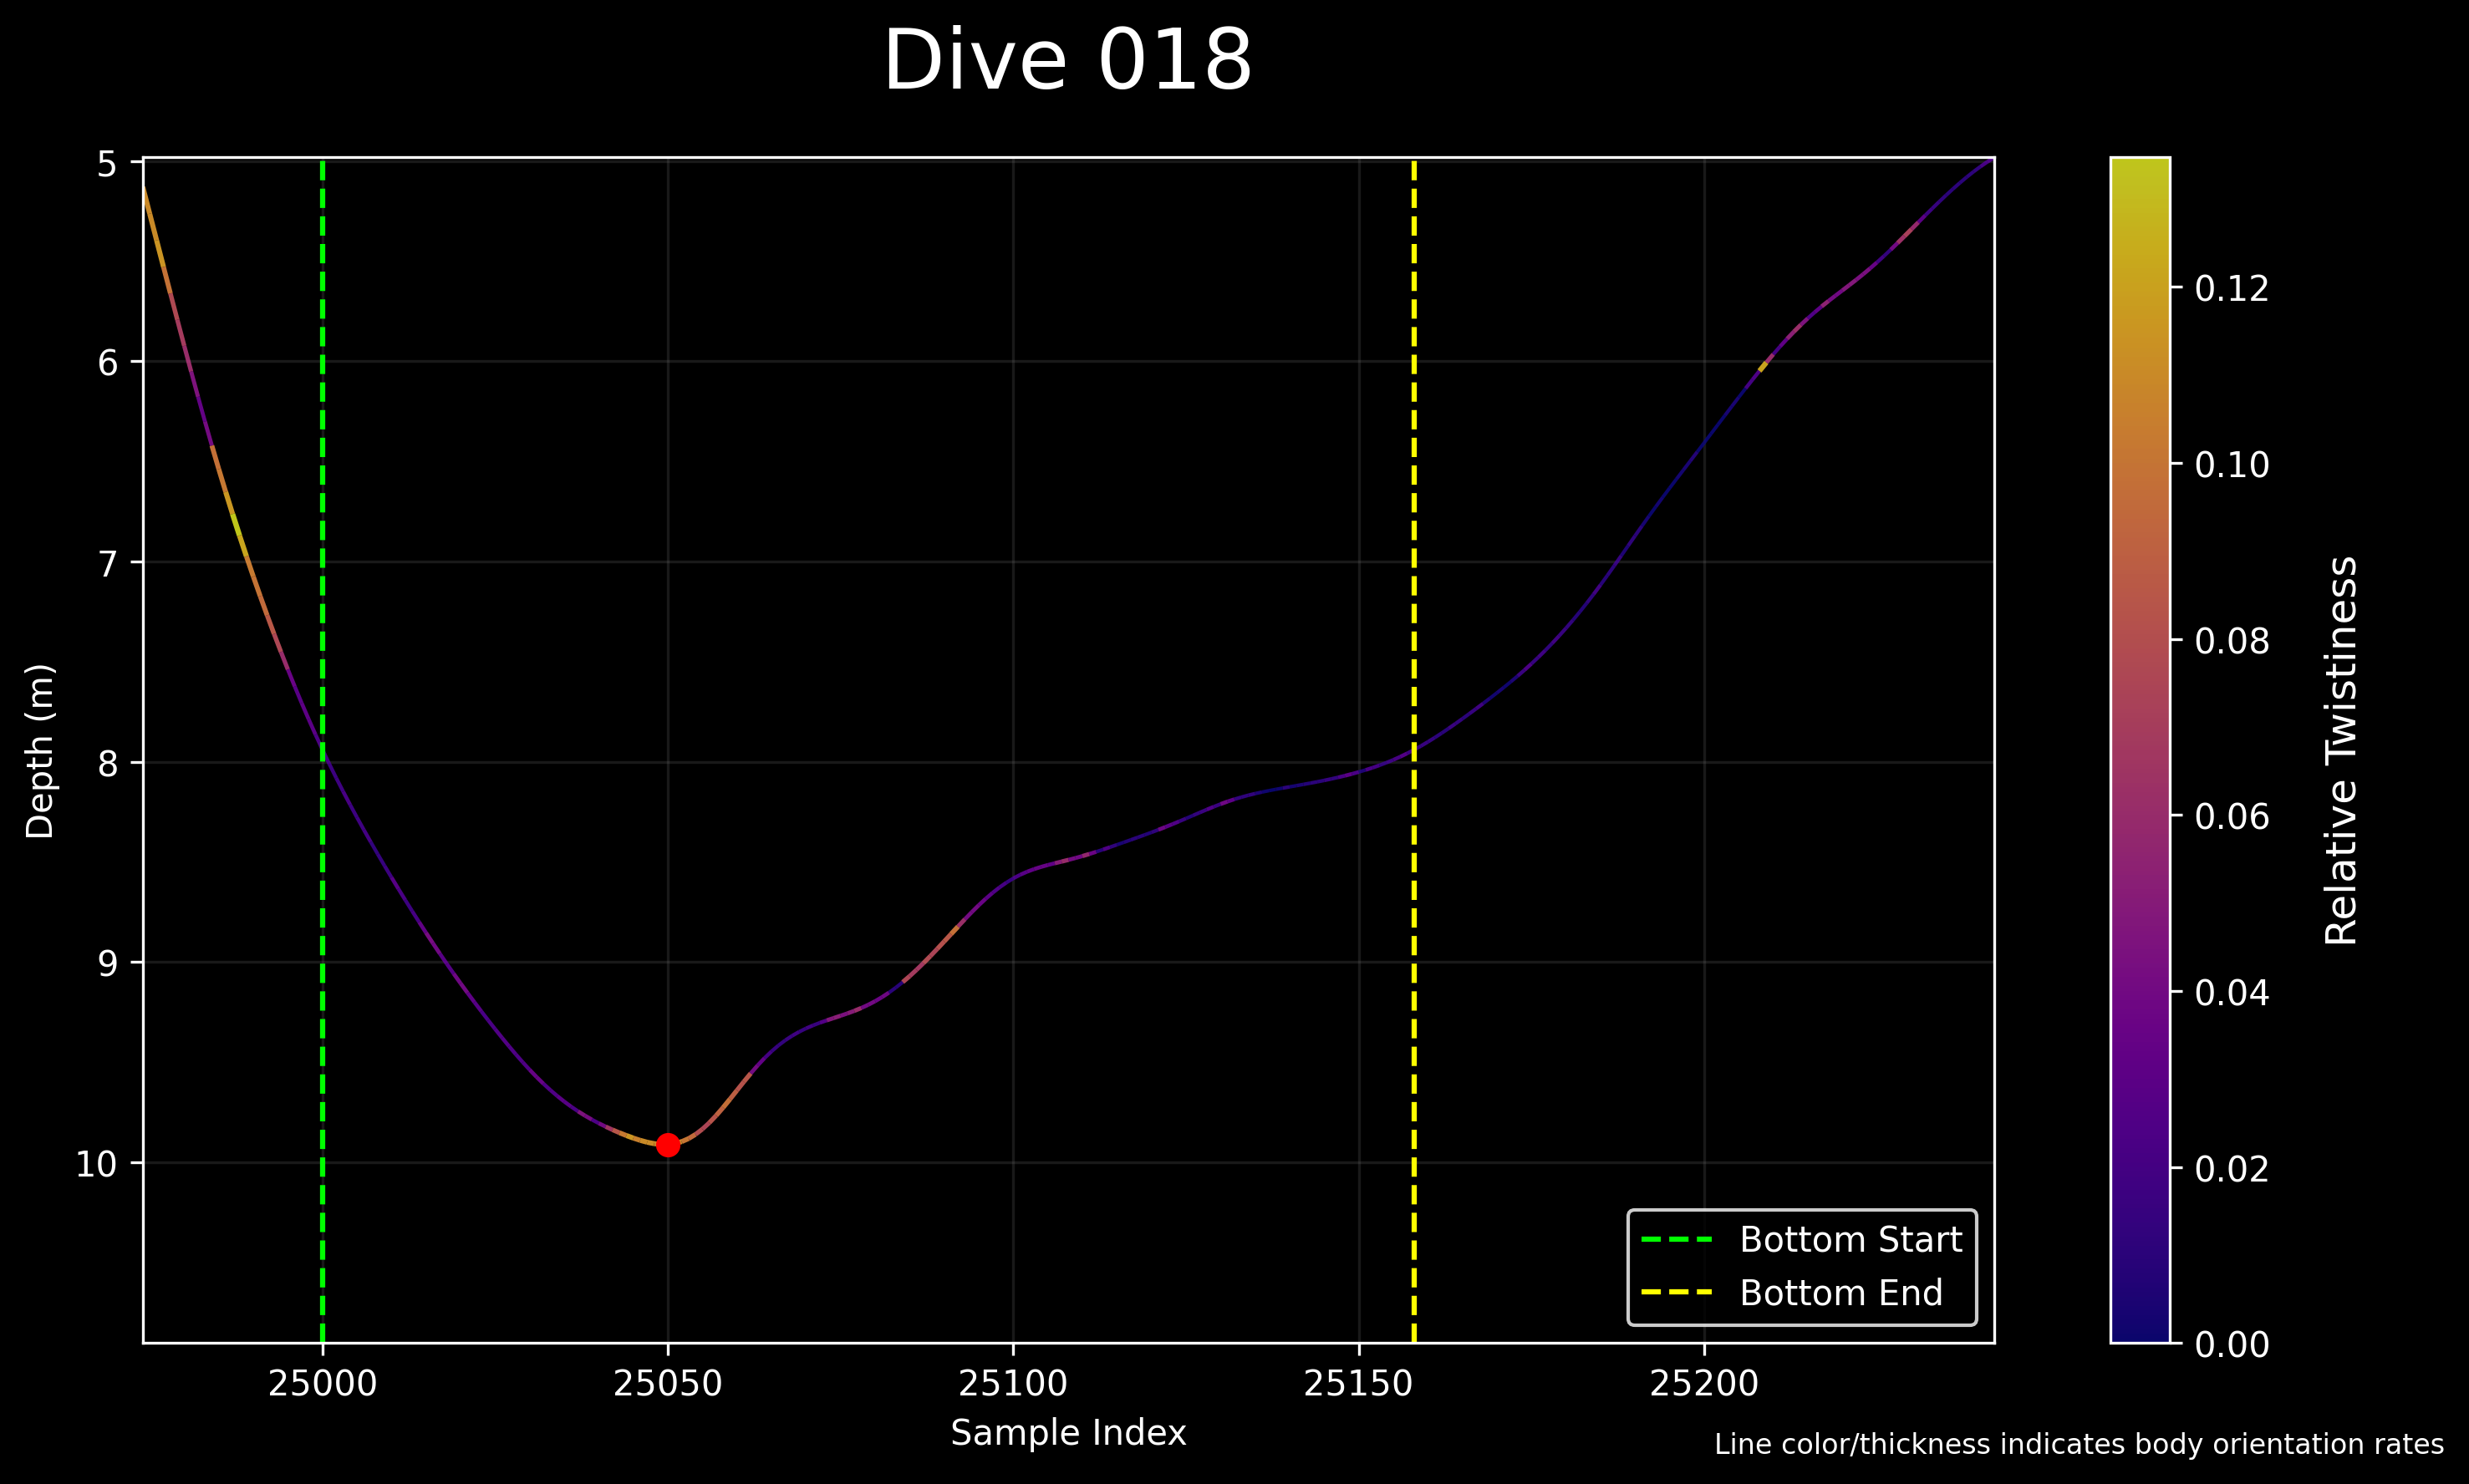 Dive 018
5
6
7
8
9
10
Depth (m)
25000
25050
25100
25150
25200
Sample Index
Bottom Start
Bottom End
0.12
0.10
0.08
0.06
0.04
0.02
0.00
Relative Twistiness
Line color/thickness indicates body orientation rates